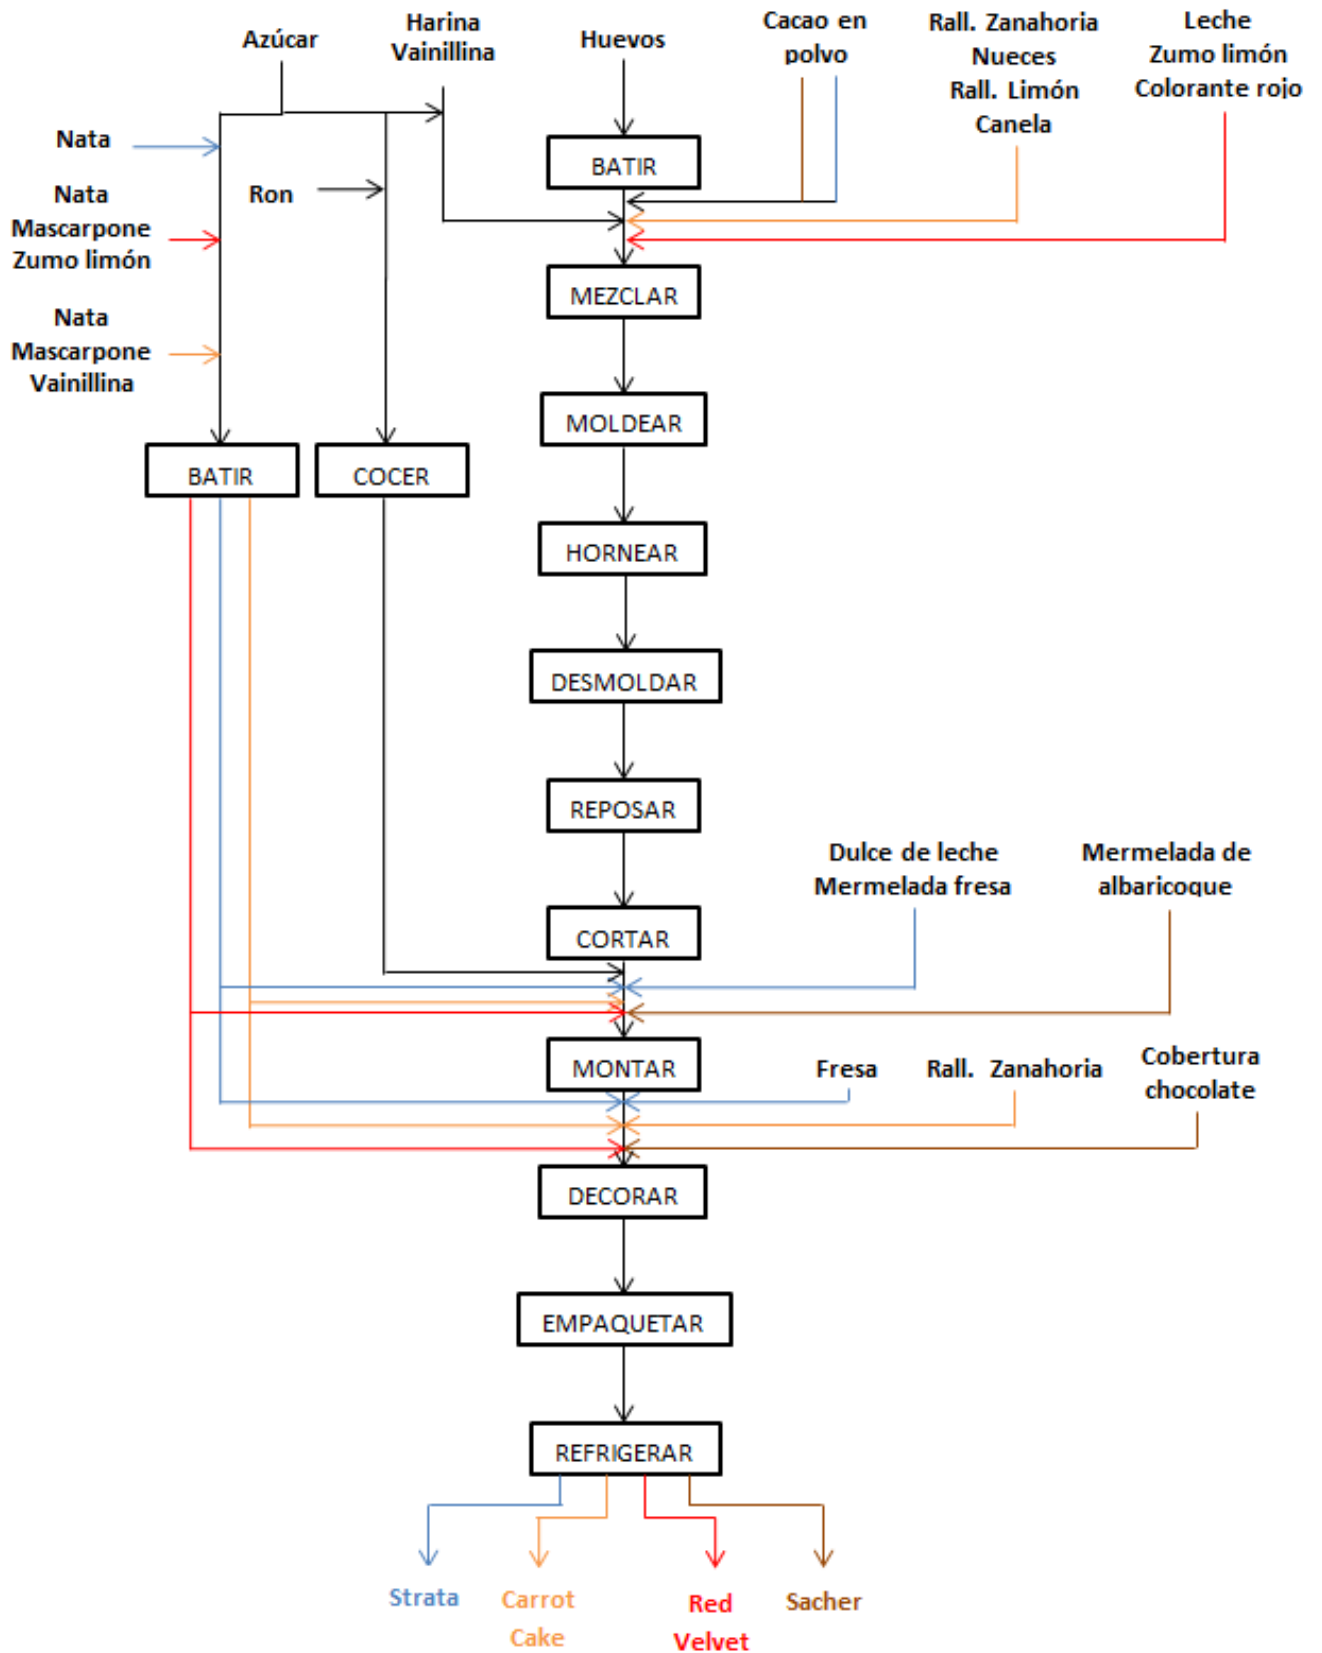 Azúcar
Harina
Vainillina
Huevos
Cacao en
polvo
Rall. Zanahoria
Nueces
Rall. Limón
Canela
Leche
Zumo limón
Colorante rojo
Nata
Nata
Mascarpone
Zumo limón
Ron
Nata
Mascarpone
Vainillina
BATIR
MEZCLAR
MOLDEAR
BATIR
COCER
HORNEAR
DESMOLDAR
REPOSAR
Dulce de leche
Mermelada fresa
Mermelada de
albaricoque
CORTAR
MONTAR
Fresa
Rall. Zanahoria
Cobertura
chocolate
DECORAR
EMPAQUETAR
REFRIGERAR
Strata
Carrot
Cake
Red
Velvet
Sacher